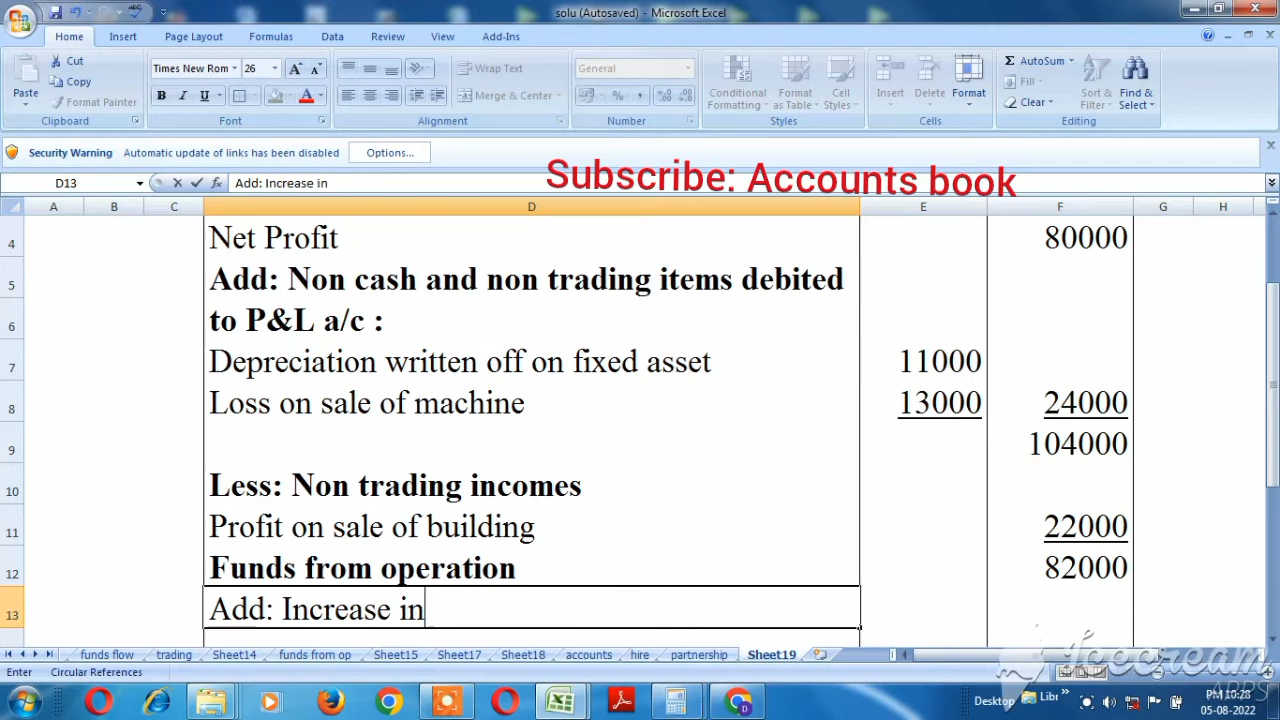 solu (Autosaved) - Microsoft Excel
Home Insert Page Layout Formulas Data Review View Add-Ins
Paste Cut Copy Format Painter
Times New Rom 26 General
B I U
Wrap Text Merge & Center
Conditional Formatting Format as Table Cell Styles
Insert Delete Format
Σ AutoSum Fill Clear
Sort & Filter Find & Select
Clipboard Font Alignment Number Styles Cells Editing
Security Warning Automatic update of links has been disabled Options...
Subscribe: Accounts book
D13 fx Add: Increase in
A B C D E F G H
4 Net Profit 80000
5 Add: Non cash and non trading items debited
6 to P&L a/c :
7 Depreciation written off on fixed asset 11000
8 Loss on sale of machine 13000 24000
9 104000
10 Less: Non trading incomes
11 Profit on sale of building 22000
12 Funds from operation 82000
13 Add: Increase in
funds flow trading Sheet14 funds from op Sheet15 Sheet17 Sheet18 accounts hire partnership Sheet19
Enter Circular References
Icecream
APPS
Desktop Libr » PM 10:28
05-08-2022